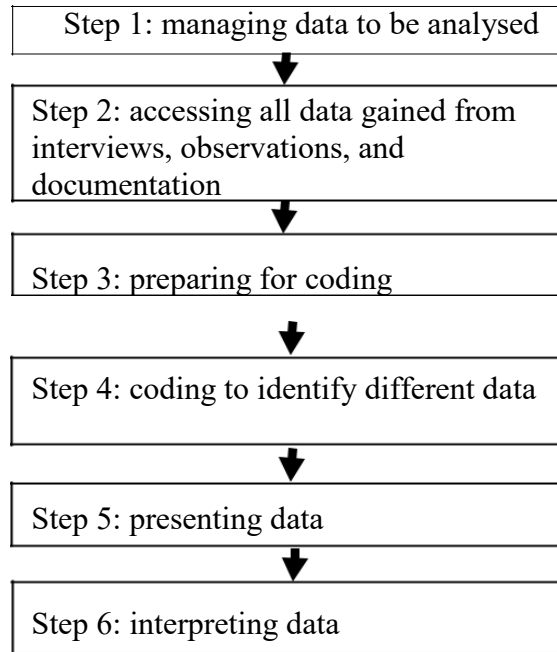 Step 1: managing data to be analysed
Step 2: accessing all data gained from
interviews, observations, and
documentation
Step 3: preparing for coding
Step 4: coding to identify different data
Step 5: presenting data
Step 6: interpreting data